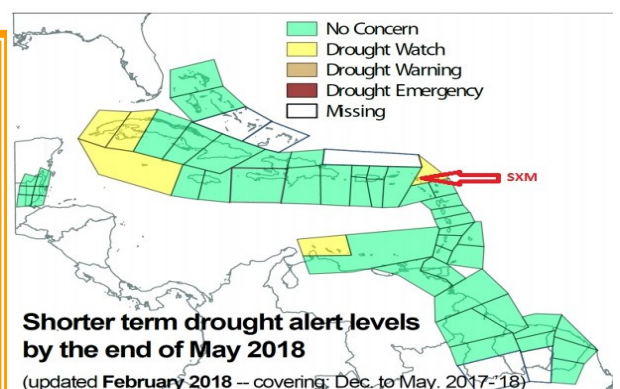 No Concern
Drought Watch
Drought Warning
Drought Emergency
Missing
SXM
Shorter term drought alert levels
by the end of May 2018
(updated February 2018 -- covering: Dec. to May. 2017-'18)